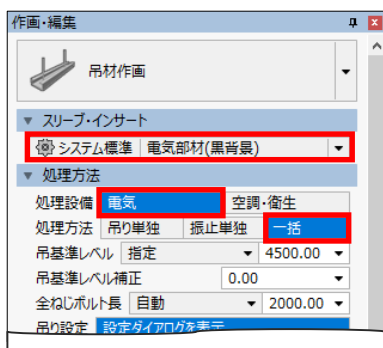 作画・編集
吊材作画
スリーブ・インサート
システム標準 電気部材(黒背景)
処理方法
処理設備 電気 空調・衛生
処理方法 吊り単独 振止単独 一括
吊基準レベル 指定 4500.00
吊基準レベル補正 0.00
全ねじボルト長 自動 2000.00
吊り設定 設定ダイアログを表示